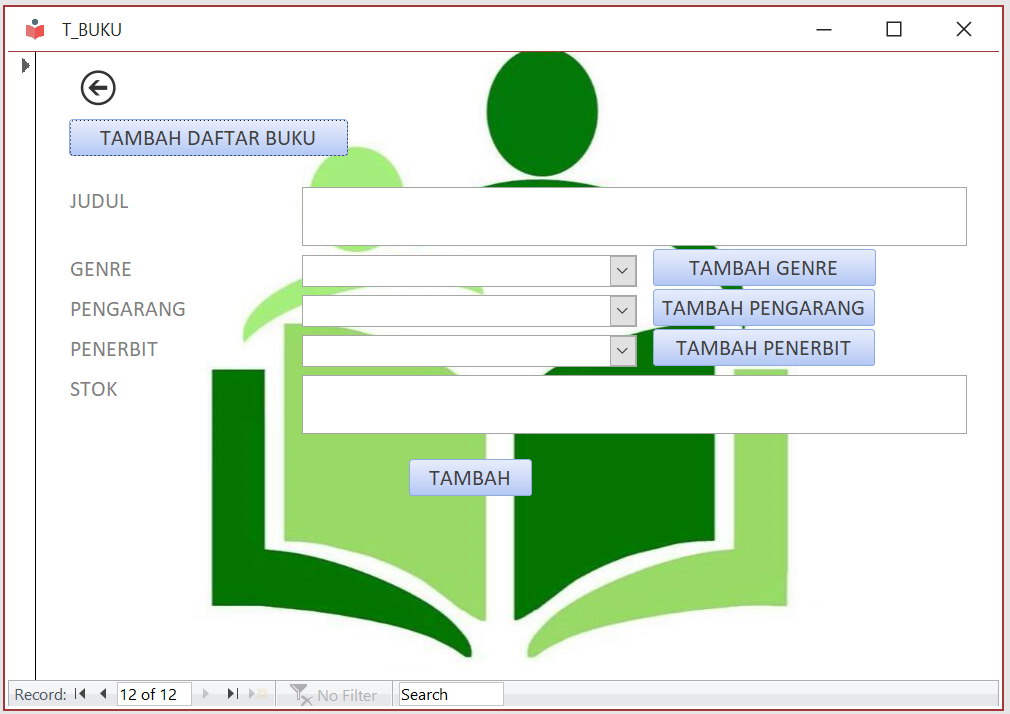 T_BUKU
TAMBAH DAFTAR BUKU
JUDUL
GENRE
TAMBAH GENRE
PENGARANG
TAMBAH PENGARANG
PENERBIT
TAMBAH PENERBIT
STOK
TAMBAH
Record: 12 of 12 No Filter Search